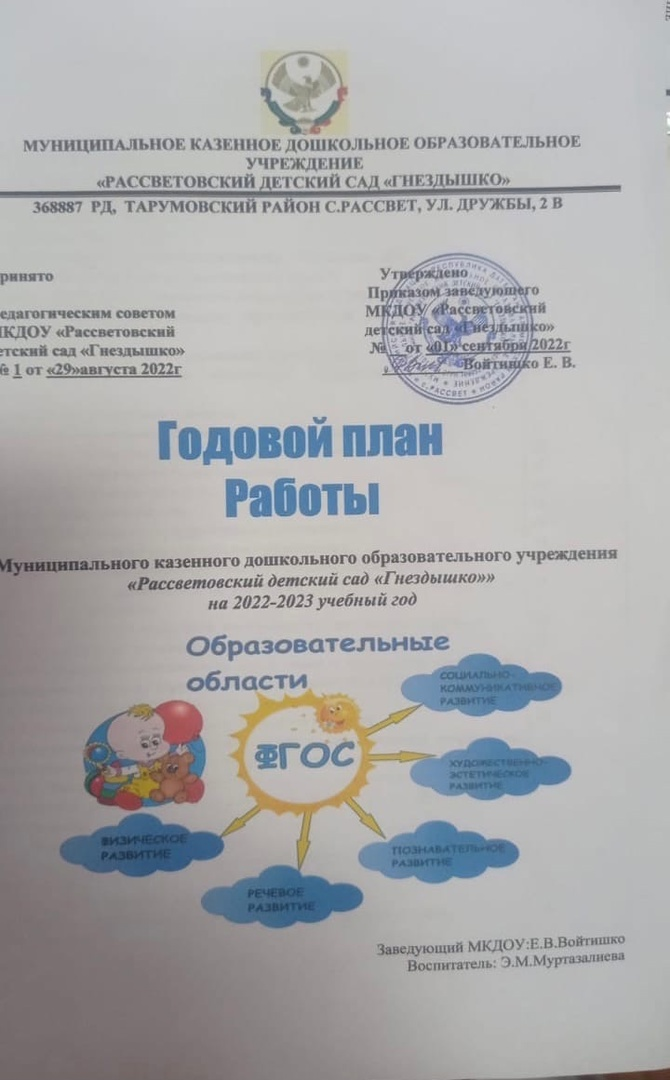 МУНИЦИПАЛЬНОЕ КАЗЕННОЕ ДОШКОЛЬНОЕ ОБРАЗОВАТЕЛЬНОЕ
УЧРЕЖДЕНИЕ
«РАССВЕТОВСКИЙ ДЕТСКИЙ САД «ГНЕЗДЫШКО»
368887 РД, ТАРУМОВСКИЙ РАЙОН С.РАССВЕТ, УЛ. ДРУЖБЫ, 2 В
ринято
едагогическим советом
МКДОУ «Рассветовский
етский сад «Гнездышко»
№ 1 от «29»августа 2022г
Утверждено
Приказом заведующего
МКДОУ «Рассветовский
детский сад «Гнездышко»
№ от «01» сентября 2022г
Войтишко Е. В.
С.РАССВЕТ
Годовой план
Работы
Муниципального казенного дошкольного образовательного учреждения
«Рассветовский детский сад «Гнездышко»»
на 2022-2023 учебный год
Образовательные
области
ФГОС
СОЦИАЛЬНО-
КОММУНИКАТИВНОЕ
РАЗВИТИЕ
ХУДОЖЕСТВЕННО-
ЭСТЕТИЧЕСКОЕ
РАЗВИТИЕ
ПОЗНАВАТЕЛЬНОЕ
РАЗВИТИЕ
РЕЧЕВОЕ
РАЗВИТИЕ
ФИЗИЧЕСКОЕ
РАЗВИТИЕ
Заведующий МКДОУ:Е.В.Войтишко
Воспитатель: Э.М.Муртазалиева